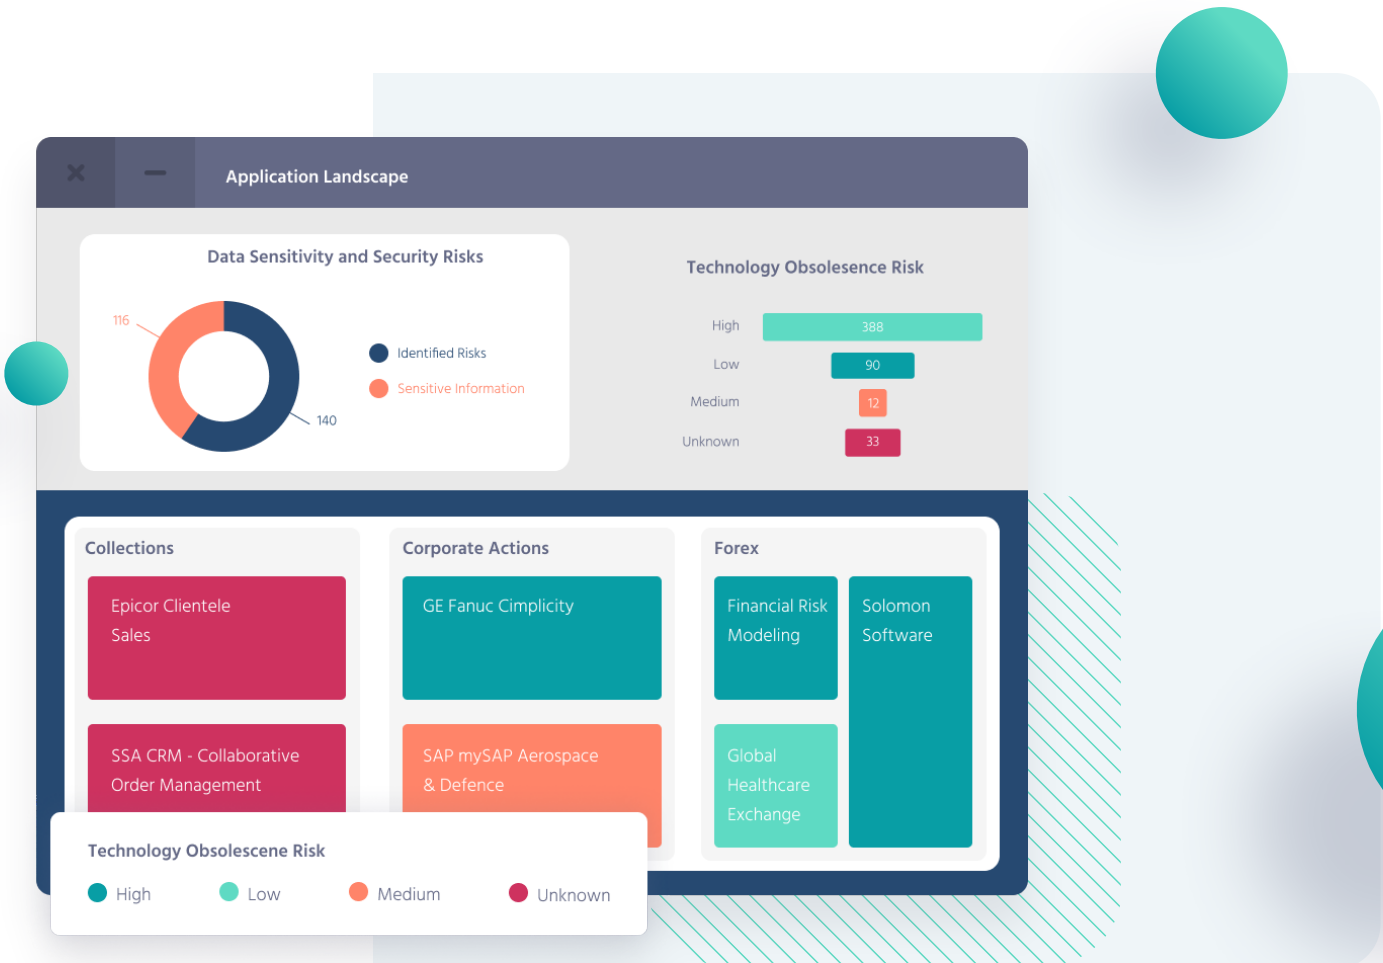 Application Landscape
Data Sensitivity and Security Risks
116
140
Identified Risks
Sensitive Information
Technology Obsolesence Risk
High 388
Low 90
Medium 12
Unknown 33
Collections
Epicor Clientele
Sales
SSA CRM - Collaborative
Order Management
Corporate Actions
GE Fanuc Cimplicity
SAP mySAP Aerospace
& Defence
Forex
Financial Risk
Modeling
Solomon
Software
Global
Healthcare
Exchange
Technology Obsolescene Risk
High Low Medium Unknown